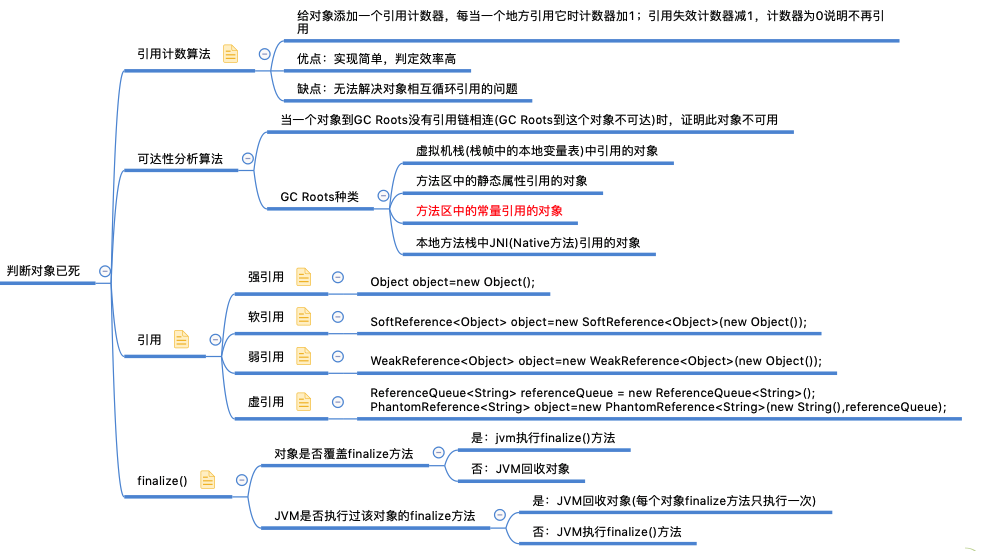 给对象添加一个引用计数器，每当一个地方引用它时计数器加1；引用失效计数器减1，计数器为0说明不再引
用
引用计数算法
优点：实现简单，判定效率高
缺点：无法解决对象相互循环引用的问题
当一个对象到GC Roots没有引用链相连(GC Roots到这个对象不可达)时，证明此对象不可用
可达性分析算法
虚拟机栈(栈帧中的本地变量表)中引用的对象
方法区中的静态属性引用的对象
GC Roots种类
方法区中的常量引用的对象
本地方法栈中JNI(Native方法)引用的对象
判断对象已死
强引用
Object object=new Object();
软引用
SoftReference<Object> object=new SoftReference<Object>(new Object());
引用
弱引用
WeakReference<Object> object=new WeakReference<Object>(new Object());
虚引用
ReferenceQueue<String> referenceQueue = new ReferenceQueue<String>();
PhantomReference<String> object=new PhantomReference<String>(new String(),referenceQueue);
对象是否覆盖finalize方法
是：jvm执行finalize()方法
否：JVM回收对象
finalize()
JVM是否执行过该对象的finalize方法
是：JVM回收对象(每个对象finalize方法只执行一次)
否：JVM执行finalize()方法